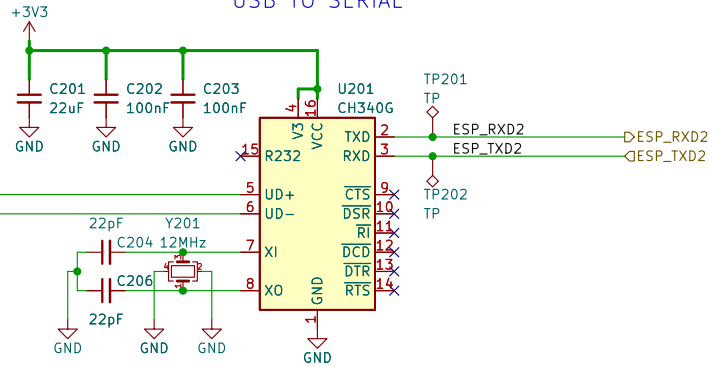 USB TO SERIAL
+3V3
C201
22uF
C202
100nF
C203
100nF
GND
GND
GND
U201
CH340G
4
16
V3
VCC
TP201
TP
15
R232
TXD
2
ESP_RXD2
ESP_RXD2
RXD
3
ESP_TXD2
ESP_TXD2
TP202
TP
5
UD+
6
UD-
CTS
9
DSR
10
RI
11
DCD
12
DTR
13
RTS
14
22pF
C204
Y201
12MHz
7
XI
3
4
2
1
C206
22pF
8
XO
GND
1
GND
GND
GND
GND